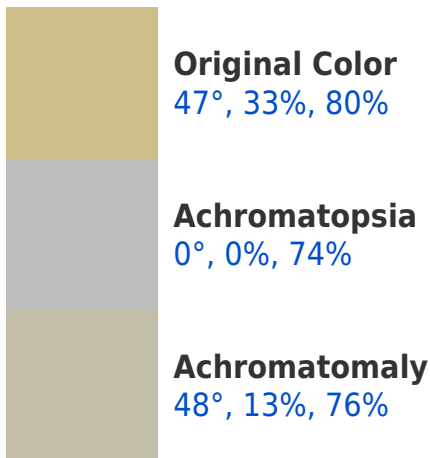 Original Color
47°, 33%, 80%
Achromatopsia
0°, 0%, 74%
Achromatomaly
48°, 13%, 76%